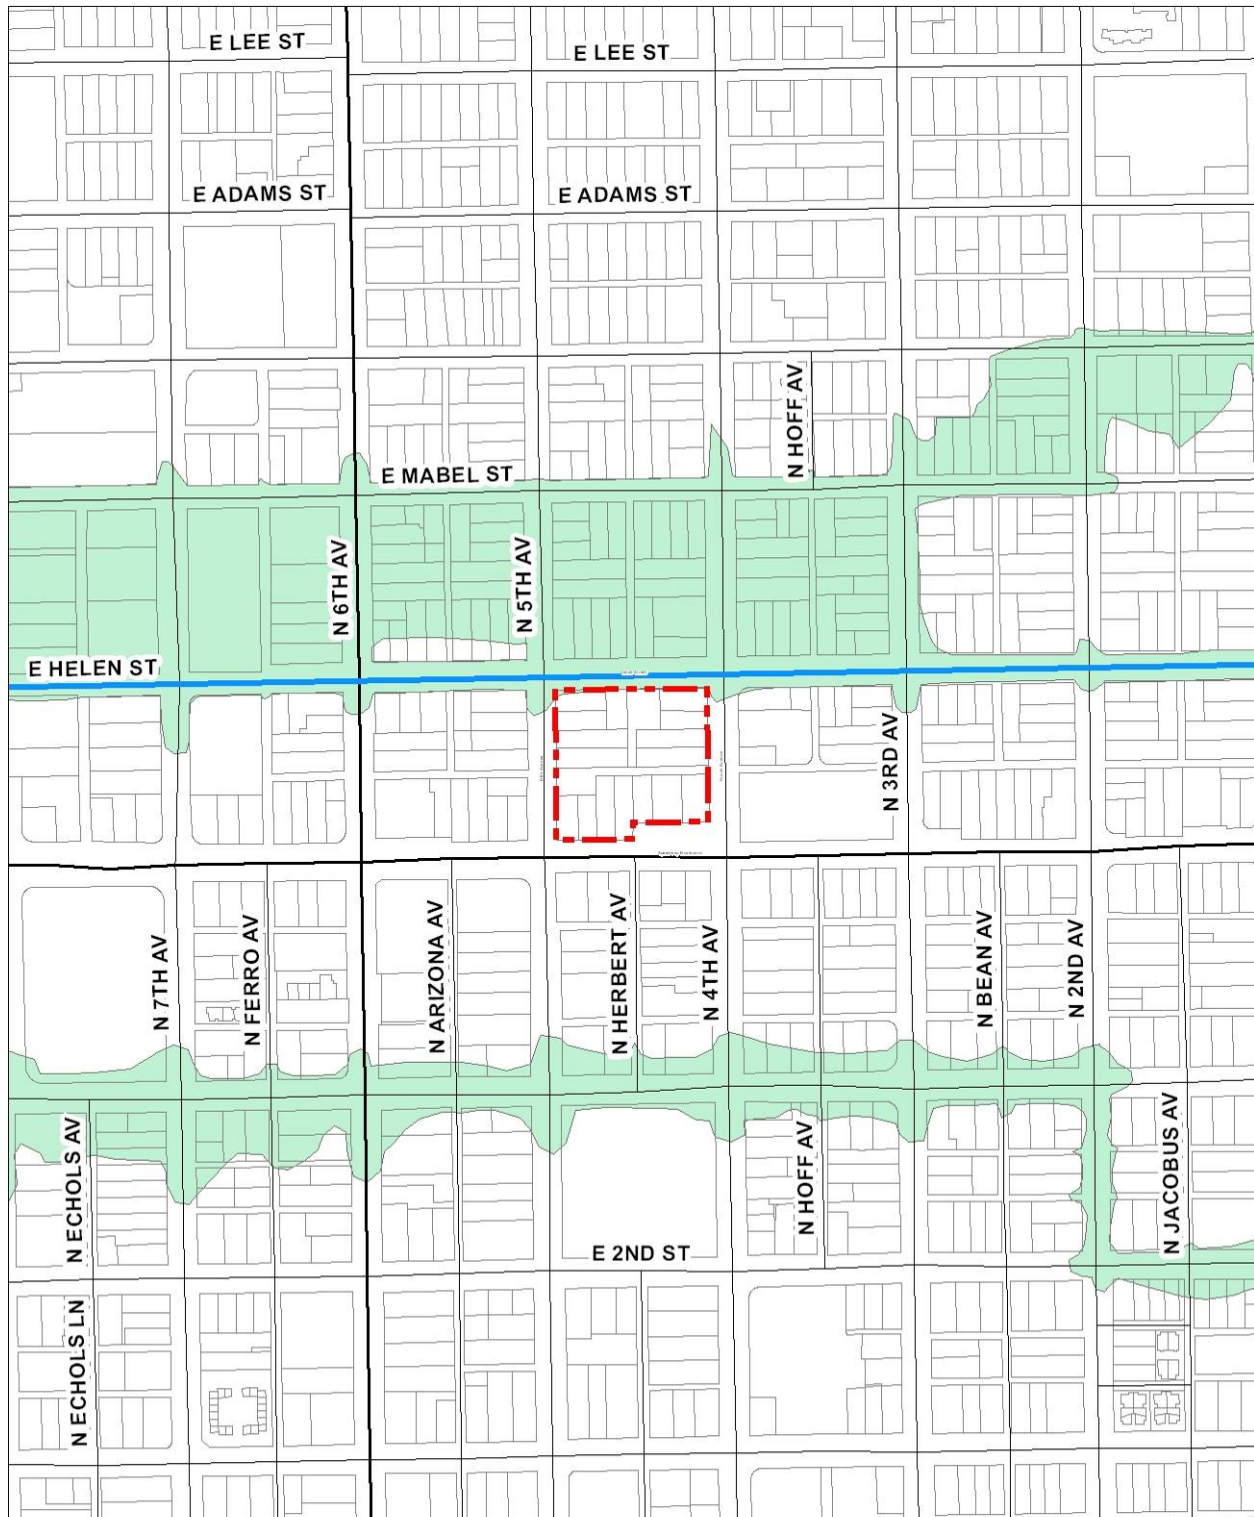 E LEE ST
E LEE ST
E ADAMS ST
E ADAMS ST
N HOFF AV
E MABEL ST
N 6TH AV
N 5TH AV
E HELEN ST
N 3RD AV
N 7TH AV
N FERRO AV
N ARIZONA AV
N HERBERT AV
N 4TH AV
N BEAN AV
N 2ND AV
N ECHOLS AV
N HOFF AV
N JACOBUS AV
E 2ND ST
N ECHOLS LN